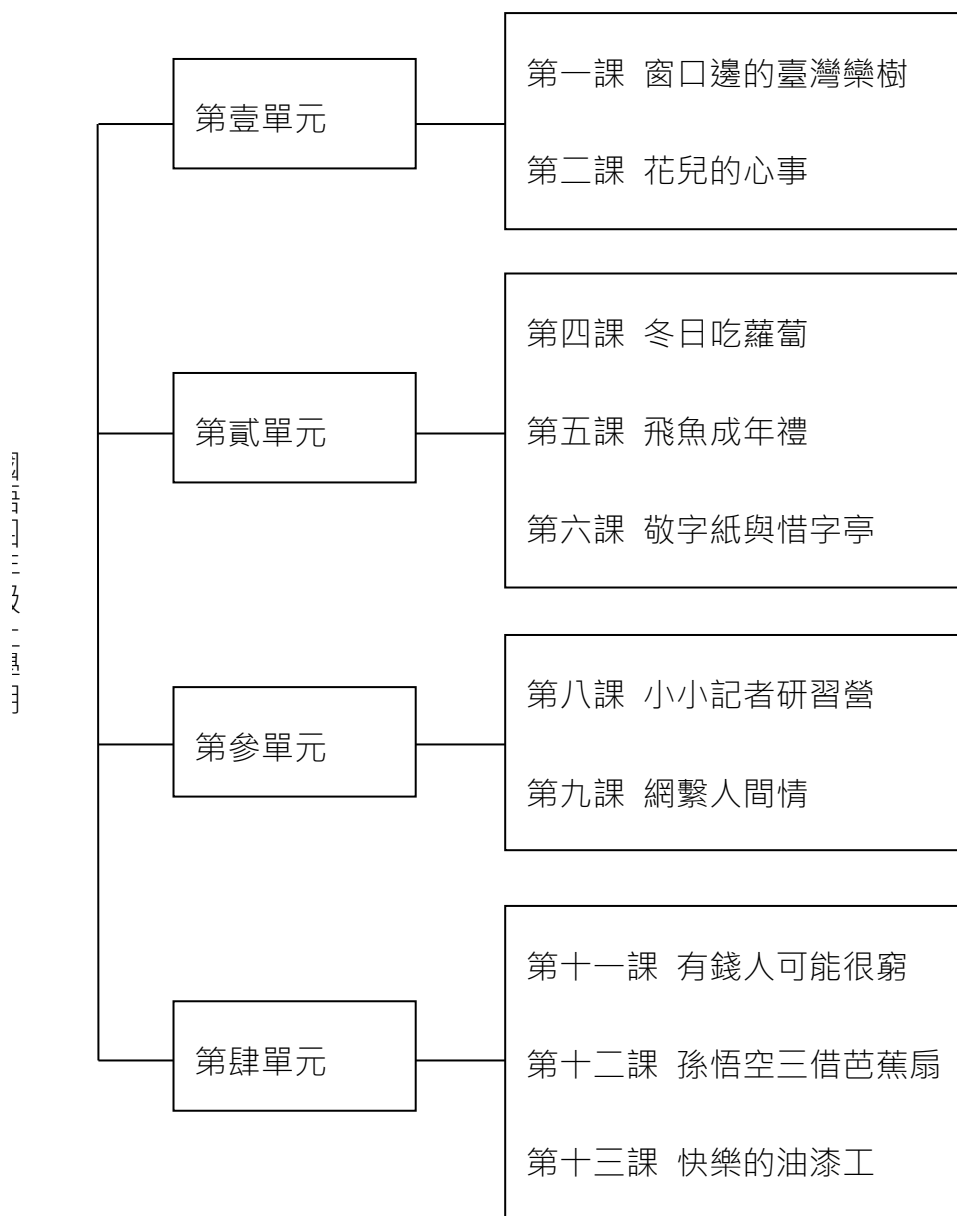 第壹單元
第一課 窗口邊的臺灣欒樹
第二課 花兒的心事
第貳單元
第四課 冬日吃蘿蔔
第五課 飛魚成年禮
第六課 敬字紙與惜字亭
第參單元
第八課 小小記者研習營
第九課 網繫人間情
第肆單元
第十一課 有錢人可能很窮
第十二課 孫悟空三借芭蕉扇
第十三課 快樂的油漆工